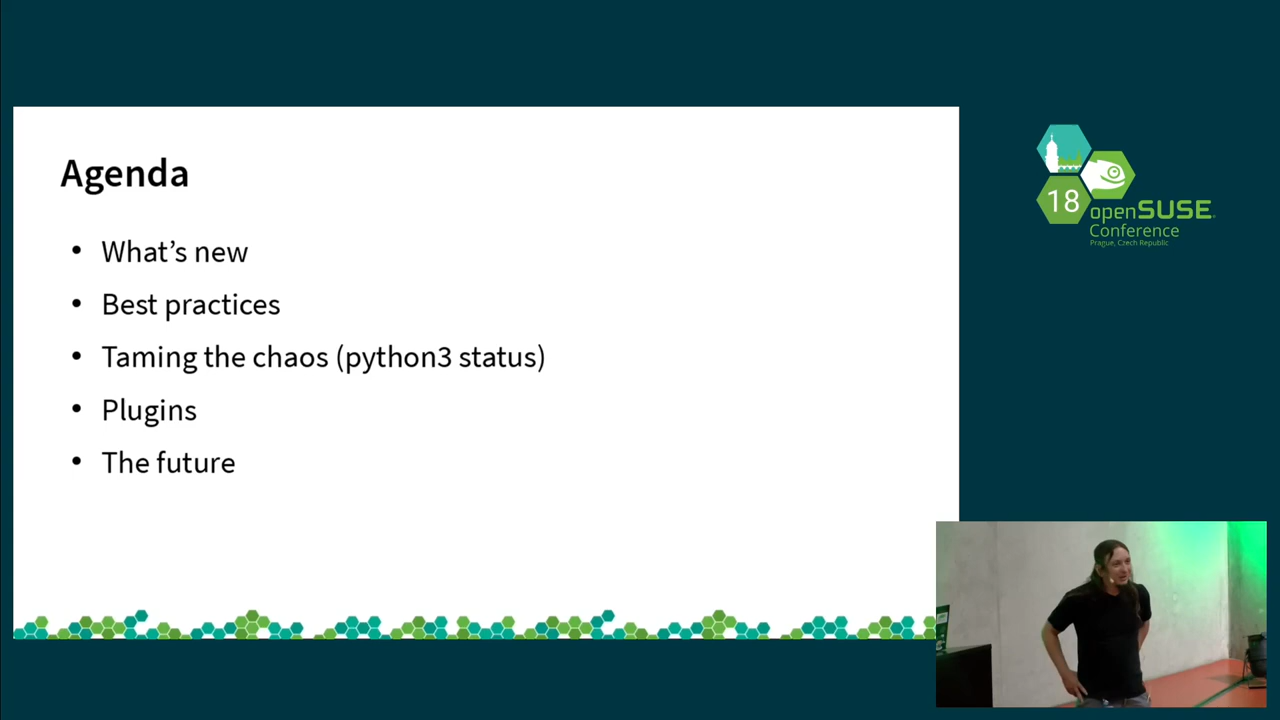 Agenda
• What’s new
• Best practices
• Taming the chaos (python3 status)
• Plugins
• The future
18
openSUSE
Conference
Prague, Czech Republic